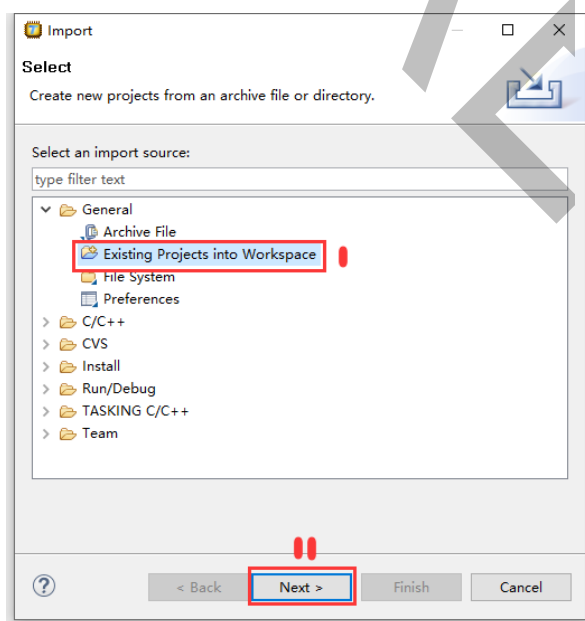 Import
Select
Create new projects from an archive file or directory.
Select an import source:
type filter text
General
Archive File
Existing Projects into Workspace
File System
Preferences
C/C++
CVS
Install
Run/Debug
TASKING C/C++
Team
< Back Next > Finish Cancel